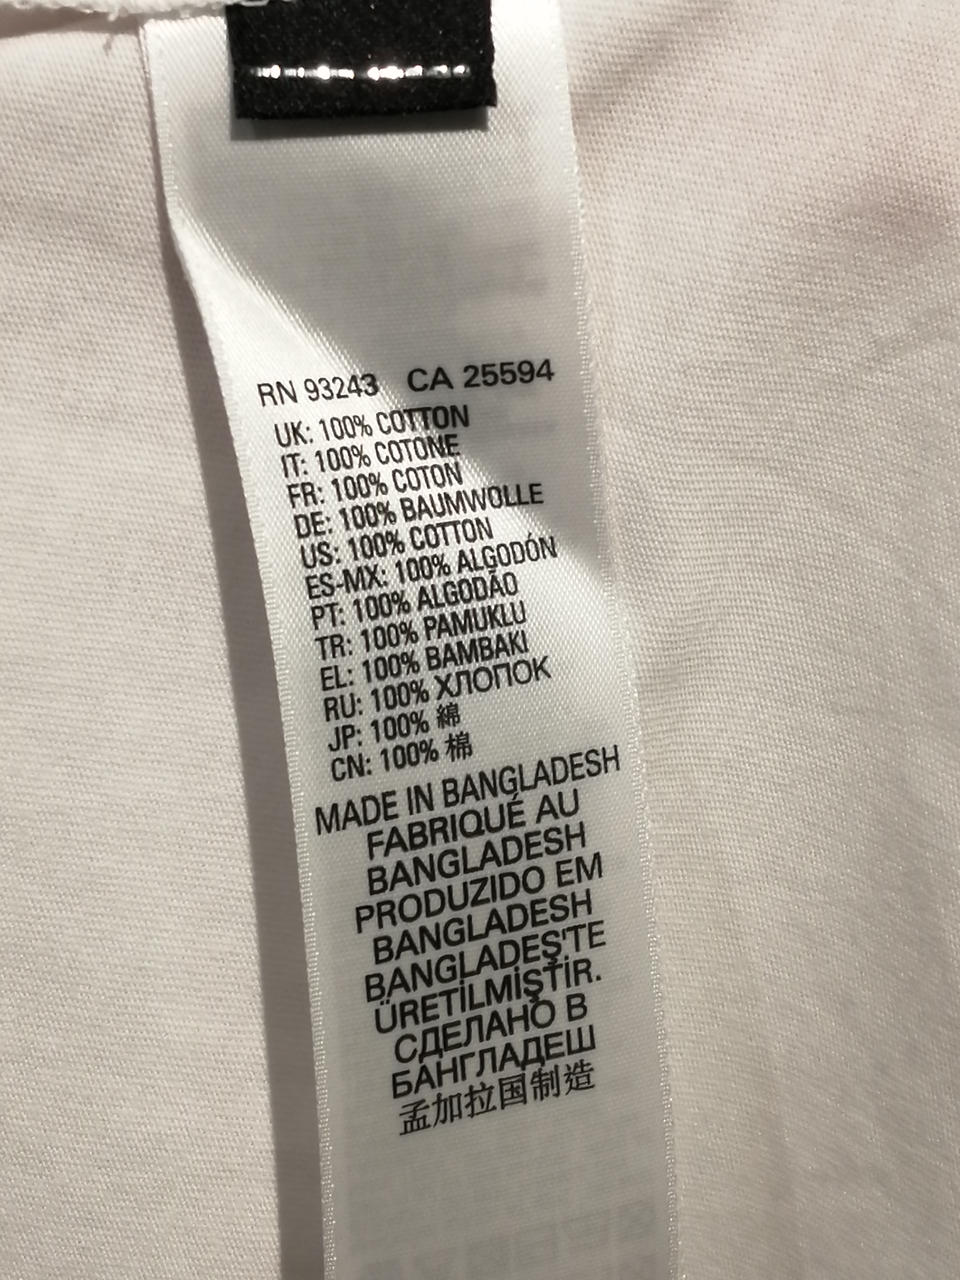 RN 93243 CA 25594
UK: 100% COTTON
IT: 100% COTONE
FR: 100% COTON
DE: 100% BAUMWOLLE
US: 100% COTTON
ES-MX: 100% ALGODÓN
PT: 100% ALGODÃO
TR: 100% PAMUKLU
EL: 100% BAMBAKI
RU: 100% ХЛОПОК
JP: 100% 綿
CN: 100% 棉
MADE IN BANGLADESH
FABRIQUÉ AU
BANGLADESH
PRODUZIDO EM
BANGLADESH
BANGLADEŞ'TE
ÜRETİLMİŞTİR.
СДЕЛАНО В
БАНГЛАДЕШ
孟加拉国制造